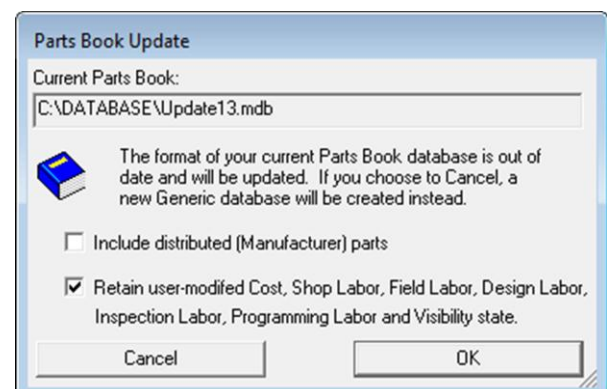 Parts Book Update
Current Parts Book:
C:\DATABASE\Update13.mdb
The format of your current Parts Book database is out of
date and will be updated. If you choose to Cancel, a
new Generic database will be created instead.
Include distributed (Manufacturer) parts
Retain user-modifed Cost, Shop Labor, Field Labor, Design Labor,
Inspection Labor, Programming Labor and Visibility state.
Cancel
OK